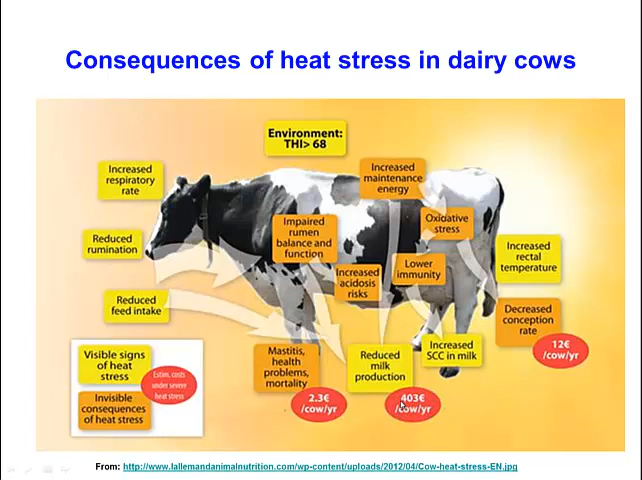 Consequences of heat stress in dairy cows
Environment:
THI> 68
Increased
respiratory
rate
Increased
maintenance
energy
Impaired
rumen
balance and
function
Oxidative
stress
Reduced
rumination
Increased
rectal
temperature
Lower
immunity
Increased
acidosis
risks
Reduced
feed intake
Decreased
conception
rate
12€
/cow/yr
Visible signs
of heat
stress
Estim. costs
under severe
heat stress
Invisible
consequences
of heat stress
Mastitis,
health
problems,
mortality
2.3€
/cow/yr
Reduced
milk
production
403€
/cow/yr
Increased
SCC in milk
From: http://www.lallemandanimalnutrition.com/wp-content/uploads/2012/04/Cow-heat-stress-EN.jpg